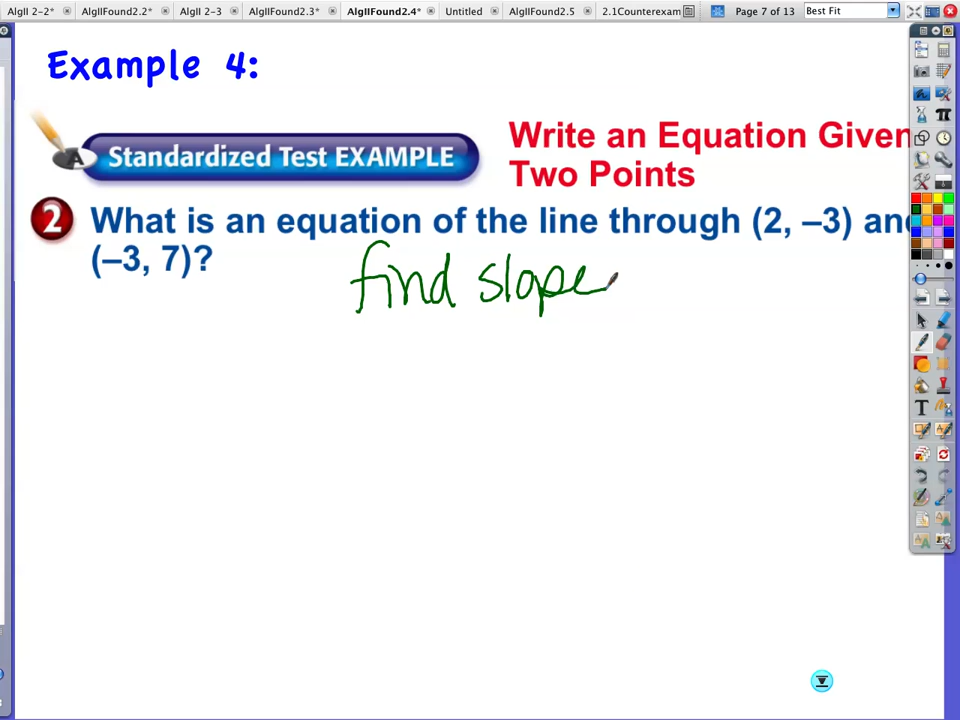 AlgII 2-2* AlgIIFound2.2* AlgII 2-3 AlgIIFound2.3* AlgIIFound2.4* Untitled AlgIIFound2.5 2.1Counterexam Page 7 of 13 Best Fit
Example 4:
A Standardized Test EXAMPLE
Write an Equation Given
Two Points
2 What is an equation of the line through (2, –3) and
(–3, 7)?
find slope